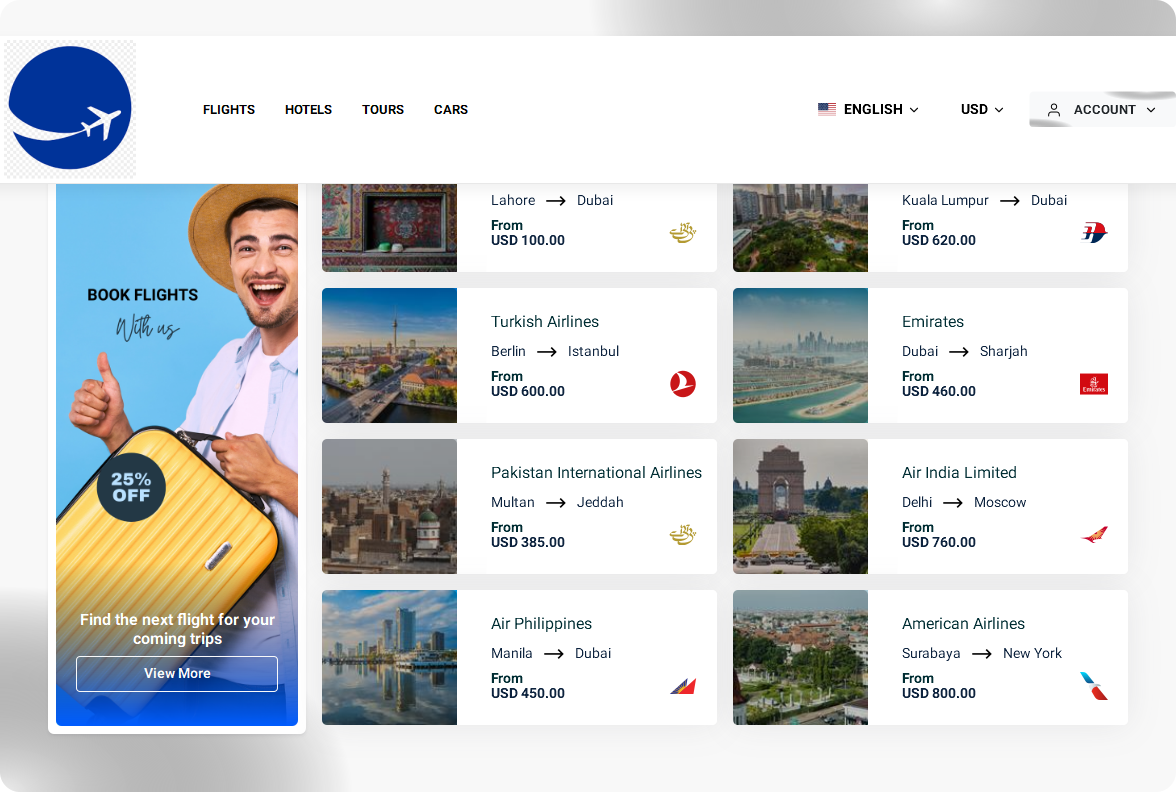 FLIGHTS HOTELS TOURS CARS ENGLISH USD ACCOUNT
BOOK FLIGHTS
With us
25%
OFF
Find the next flight for your
coming trips
View More
Lahore → Dubai
From
USD 100.00
Kuala Lumpur → Dubai
From
USD 620.00
Turkish Airlines
Berlin → Istanbul
From
USD 600.00
Emirates
Dubai → Sharjah
From
USD 460.00
Emirates
Pakistan International Airlines
Multan → Jeddah
From
USD 385.00
Air India Limited
Delhi → Moscow
From
USD 760.00
Air Philippines
Manila → Dubai
From
USD 450.00
American Airlines
Surabaya → New York
From
USD 800.00